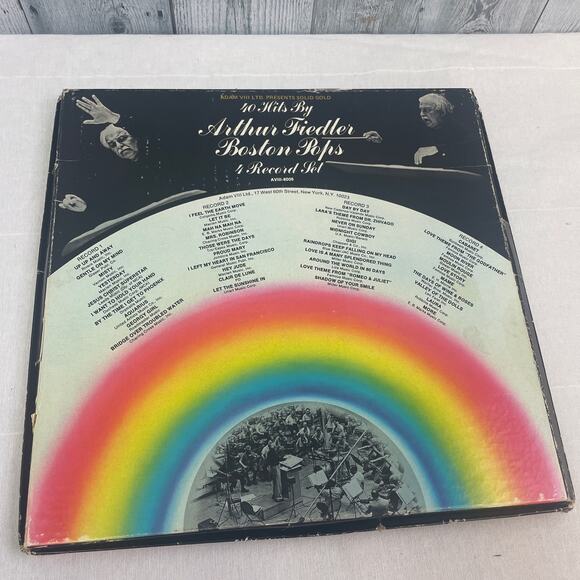 ADAM VIII LTD. PRESENTS SOLID GOLD
40 Hits By
Arthur Fiedler
Boston Pops
4 Record Set
AVIII-8005
Adam VIII Ltd., 17 West 60th Street, New York, N.Y. 10023
RECORD 1
UP UP AND AWAY
GENTLE ON MY MIND
MISTY
YESTERDAY
JESUS CHRIST SUPERSTAR
I WANT TO HOLD YOUR HAND
BY THE TIME I GET TO PHOENIX
AQUARIUS
GEORGY GIRL
BRIDGE OVER TROUBLED WATER
RECORD 2
I FEEL THE EARTH MOVE
LET IT BE
MAH NA MAH NA
MRS. ROBINSON
THOSE WERE THE DAYS
PROUD MARY
I LEFT MY HEART IN SAN FRANCISCO
HEY JUDE
CLAIR DE LUNE
LET THE SUNSHINE IN
RECORD 3
DAY BY DAY
LARA'S THEME FROM DR. ZHIVAGO
NEVER ON SUNDAY
MIDNIGHT COWBOY
GIGI
RAINDROPS KEEP FALLING ON MY HEAD
LOVE IS A MANY SPLENDORED THING
AROUND THE WORLD IN 80 DAYS
LOVE THEME FROM "ROMEO & JULIET"
SHADOW OF YOUR SMILE
RECORD 4
LOVE THEME FROM "THE GODFATHER"
CABARET
MOON RIVER
MOULIN ROUGE
LOVE STORY
MAME
THE DAYS OF WINE & ROSES
VALLEY OF THE DOLLS
LAURA
MORE